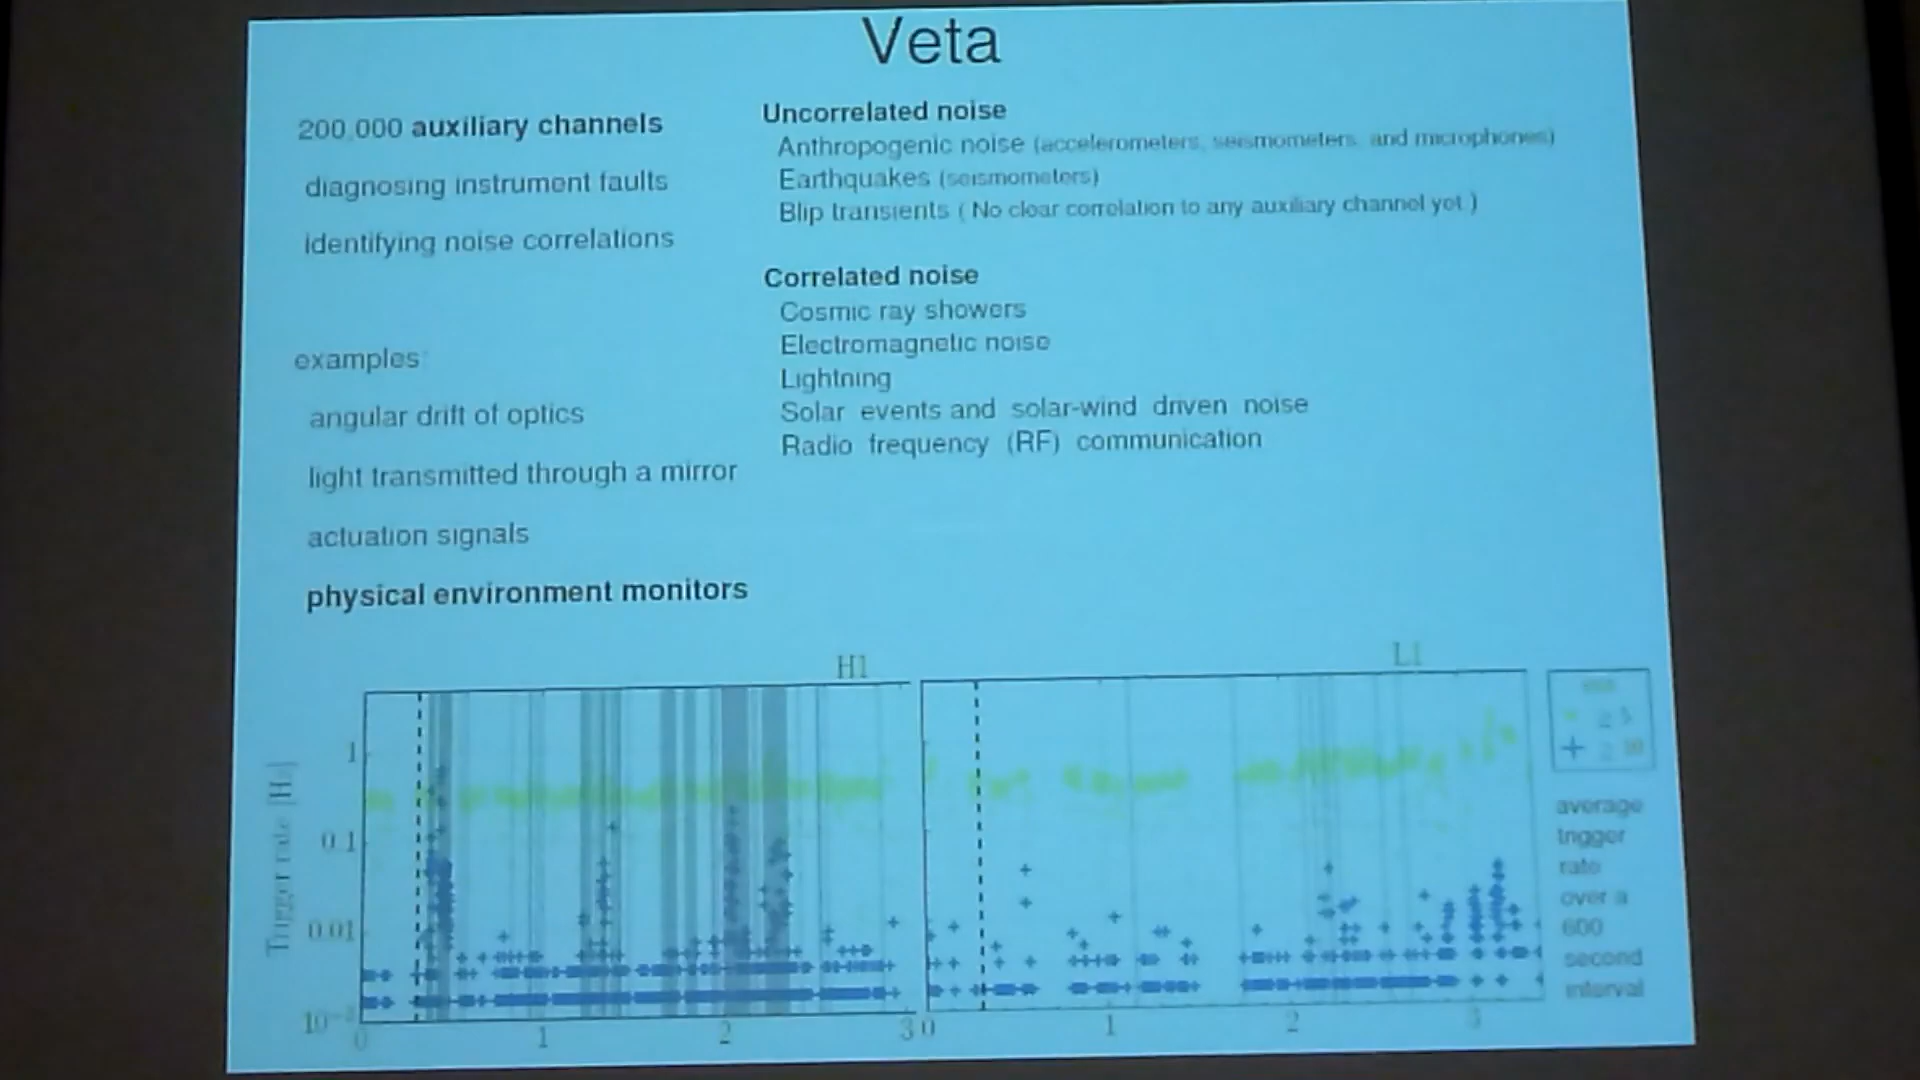 Veta
200,000 auxiliary channels
diagnosing instrument faults
identifying noise correlations
examples
angular drift of optics
light transmitted through a mirror
actuation signals
physical environment monitors
Uncorrelated noise
Anthropogenic noise (accelerometers, seismometers, and microphones)
Earthquakes (seismometers)
Blip transients ( No clear correlation to any auxiliary channel yet )
Correlated noise
Cosmic ray showers
Electromagnetic noise
Lightning
Solar events and solar-wind driven noise
Radio frequency (RF) communication
H1
L1
Trigger rate [Hz]
1
0.1
0.01
0 1 2 3
0 1 2 3
≥ 5
+ ≥ 10
average
trigger
rate
over a
600
second
interval